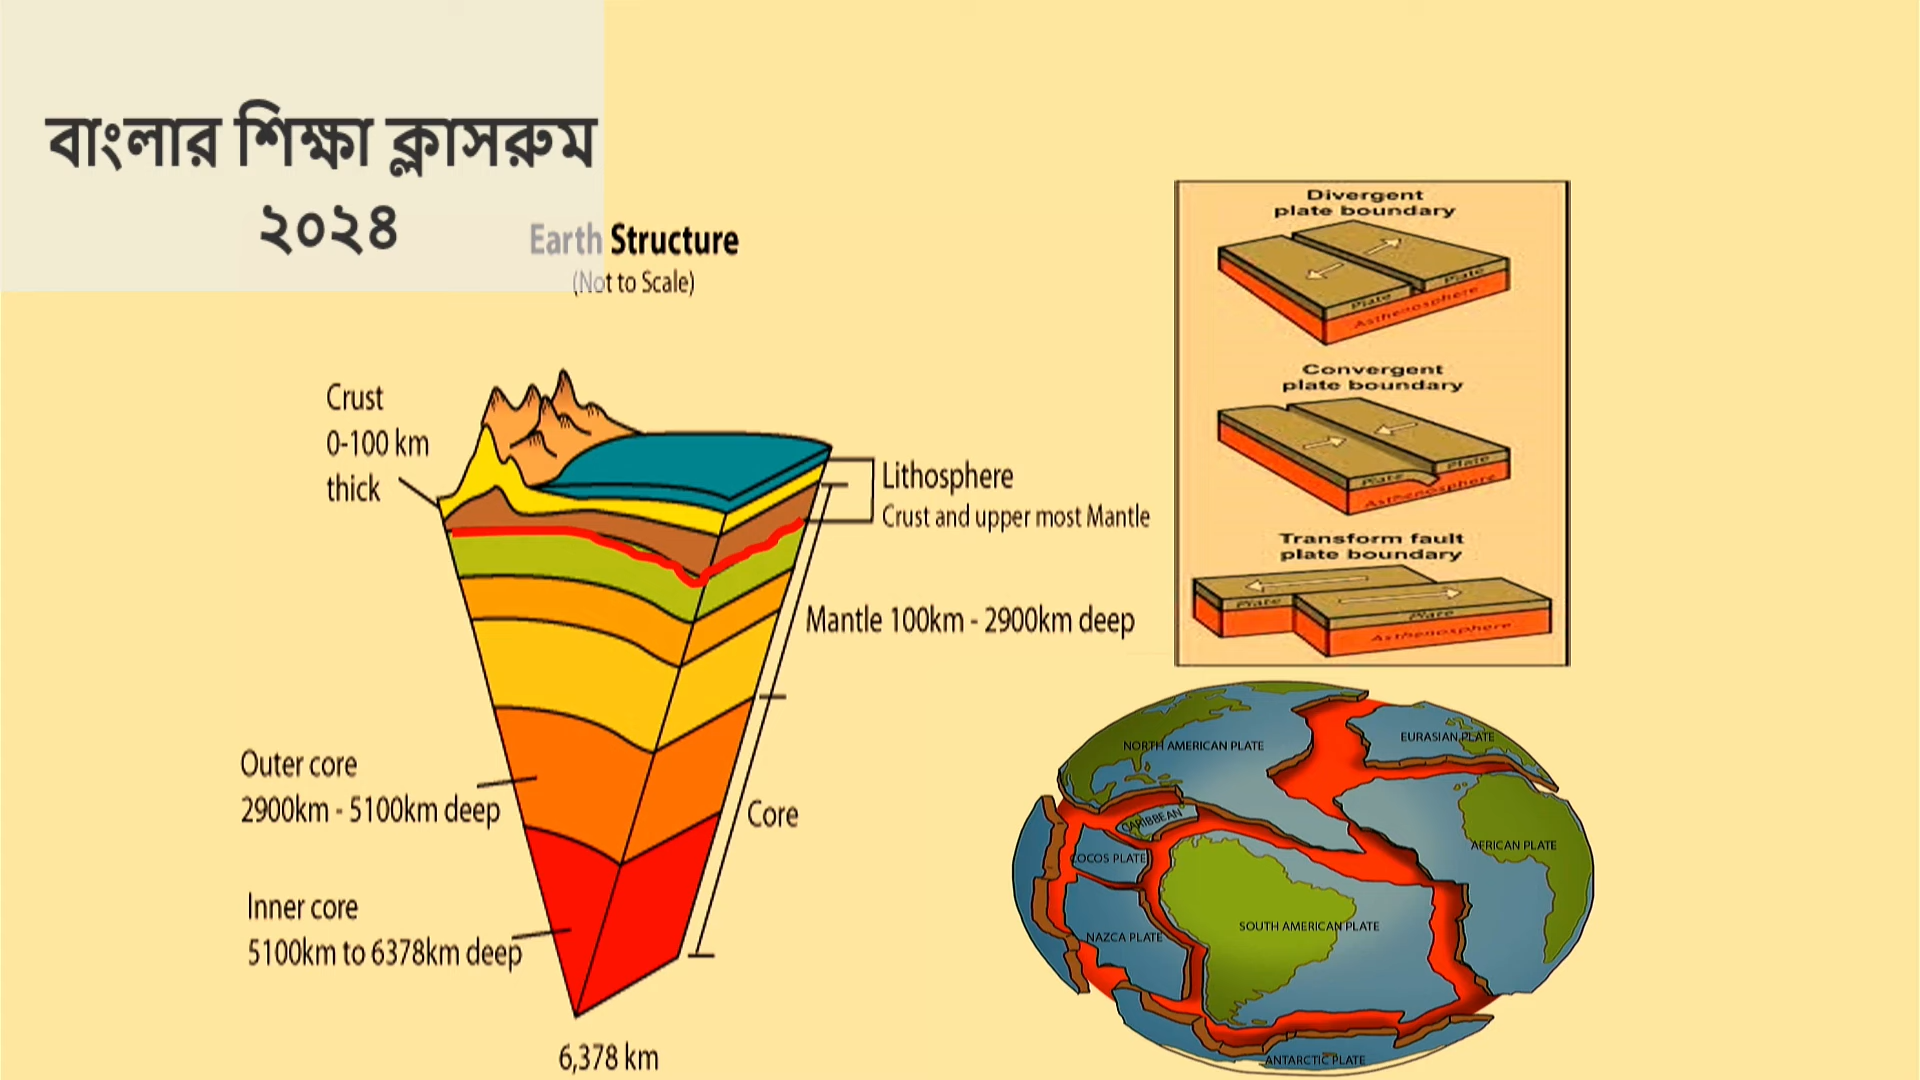 বাংলার শিক্ষা ক্লাসরুম
২০২৪
Earth Structure
(Not to Scale)
Crust
0-100 km
thick
Lithosphere
Crust and upper most Mantle
Mantle 100km - 2900km deep
Outer core
2900km - 5100km deep
Core
Inner core
5100km to 6378km deep
6,378 km
Divergent
plate boundary
Plate
Plate
Asthenosphere
Convergent
plate boundary
Plate
Plate
Asthenosphere
Transform fault
plate boundary
Plate
Plate
Asthenosphere
NORTH AMERICAN PLATE
EURASIAN PLATE
CARIBBEAN
COCOS PLATE
AFRICAN PLATE
SOUTH AMERICAN PLATE
NAZCA PLATE
ANTARCTIC PLATE